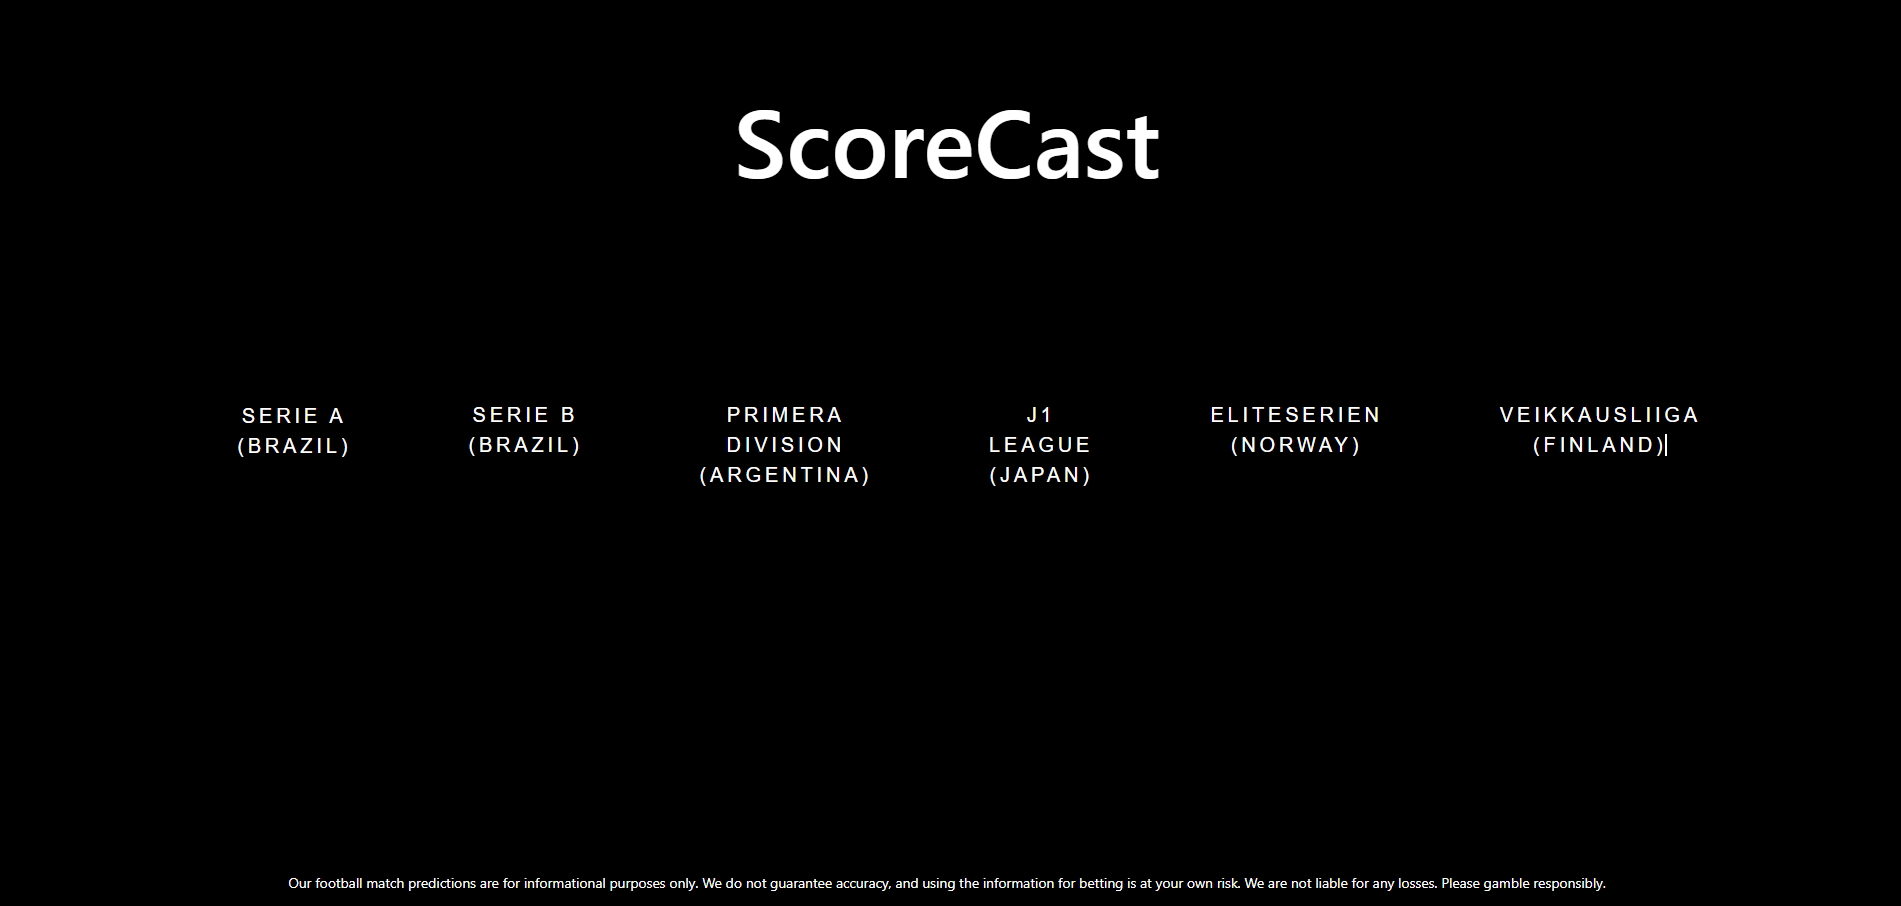 ScoreCast
SERIE A
(BRAZIL)
SERIE B
(BRAZIL)
PRIMERA
DIVISION
(ARGENTINA)
J1
LEAGUE
(JAPAN)
ELITESERIEN
(NORWAY)
VEIKKAUSLIIGA
(FINLAND)
Our football match predictions are for informational purposes only. We do not guarantee accuracy, and using the information for betting is at your own risk. We are not liable for any losses. Please gamble responsibly.